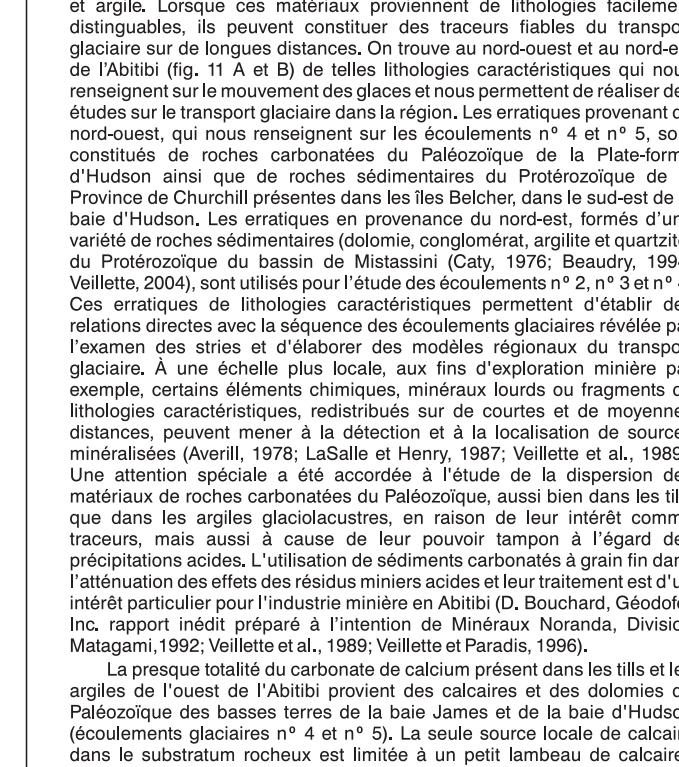 et argile. Lorsque ces matériaux proviennent de lithologies facileme
distinguables, ils peuvent constituer des traceurs fiables du transpo
glaciaire sur de longues distances. On trouve au nord-ouest et au nord-e
de l'Abitibi (fig. 11 A et B) de telles lithologies caractéristiques qui nou
renseignent sur le mouvement des glaces et nous permettent de réaliser de
études sur le transport glaciaire dans la région. Les erratiques provenant d
nord-ouest, qui nous renseignent sur les écoulements nº 4 et nº 5, so
constitués de roches carbonatées du Paléozoïque de la Plate-form
d'Hudson ainsi que de roches sédimentaires du Protérozoïque de
Province de Churchill présentes dans les îles Belcher, dans le sud-est de
baie d'Hudson. Les erratiques en provenance du nord-est, formés d'un
variété de roches sédimentaires (dolomie, conglomérat, argilite et quartzite
du Protérozoïque du bassin de Mistassini (Caty, 1976; Beaudry, 199
Veillette, 2004), sont utilisés pour l'étude des écoulements nº 2, nº 3 et nº
Ces erratiques de lithologies caractéristiques permettent d'établir de
relations directes avec la séquence des écoulements glaciaires révélée pa
l'examen des stries et d'élaborer des modèles régionaux du transpo
glaciaire. À une échelle plus locale, aux fins d'exploration minière pa
exemple, certains éléments chimiques, minéraux lourds ou fragments d
lithologies caractéristiques, redistribués sur de courtes et de moyenne
distances, peuvent mener à la détection et à la localisation de source
minéralisées (Averill, 1978; LaSalle et Henry, 1987; Veillette et al., 1989
Une attention spéciale a été accordée à l'étude de la dispersion de
matériaux de roches carbonatées du Paléozoïque, aussi bien dans les till
que dans les argiles glaciolacustres, en raison de leur intérêt comm
traceurs, mais aussi à cause de leur pouvoir tampon à l'égard de
précipitations acides. L'utilisation de sédiments carbonatés à grain fin dan
l'atténuation des effets des résidus miniers acides et leur traitement est d'u
intérêt particulier pour l'industrie minière en Abitibi (D. Bouchard, Géodofo
Inc. rapport inédit préparé à l'intention de Minéraux Noranda, Divisio
Matagami,1992; Veillette et al., 1989; Veillette et Paradis, 1996).
La presque totalité du carbonate de calcium présent dans les tills et le
argiles de l'ouest de l'Abitibi provient des calcaires et des dolomies d
Paléozoïque des basses terres de la baie James et de la baie d'Hudso
(écoulements glaciaires nº 4 et nº 5). La seule source locale de calcair
dans le substratum rocheux est limitée à un petit lambeau de calcaire